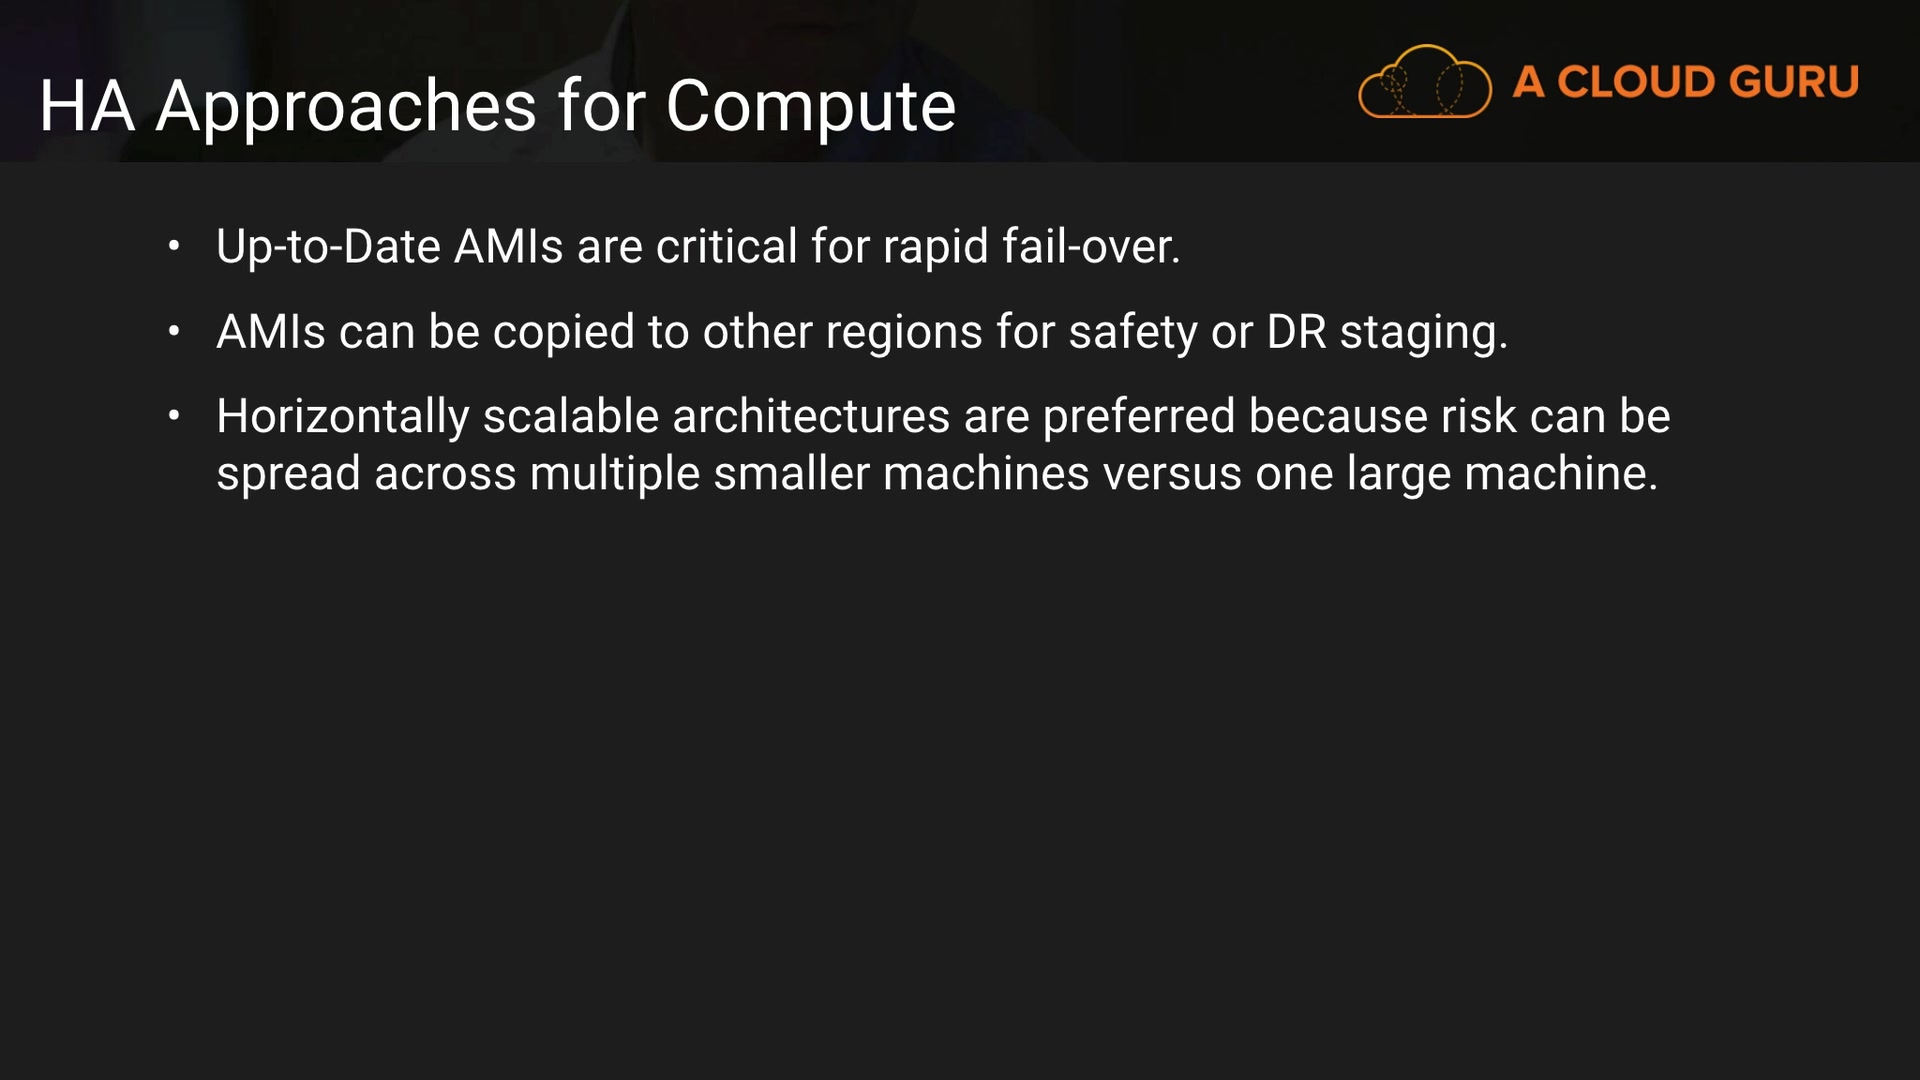 HA Approaches for Compute
A CLOUD GURU
• Up-to-Date AMIs are critical for rapid fail-over.
• AMIs can be copied to other regions for safety or DR staging.
• Horizontally scalable architectures are preferred because risk can be
spread across multiple smaller machines versus one large machine.